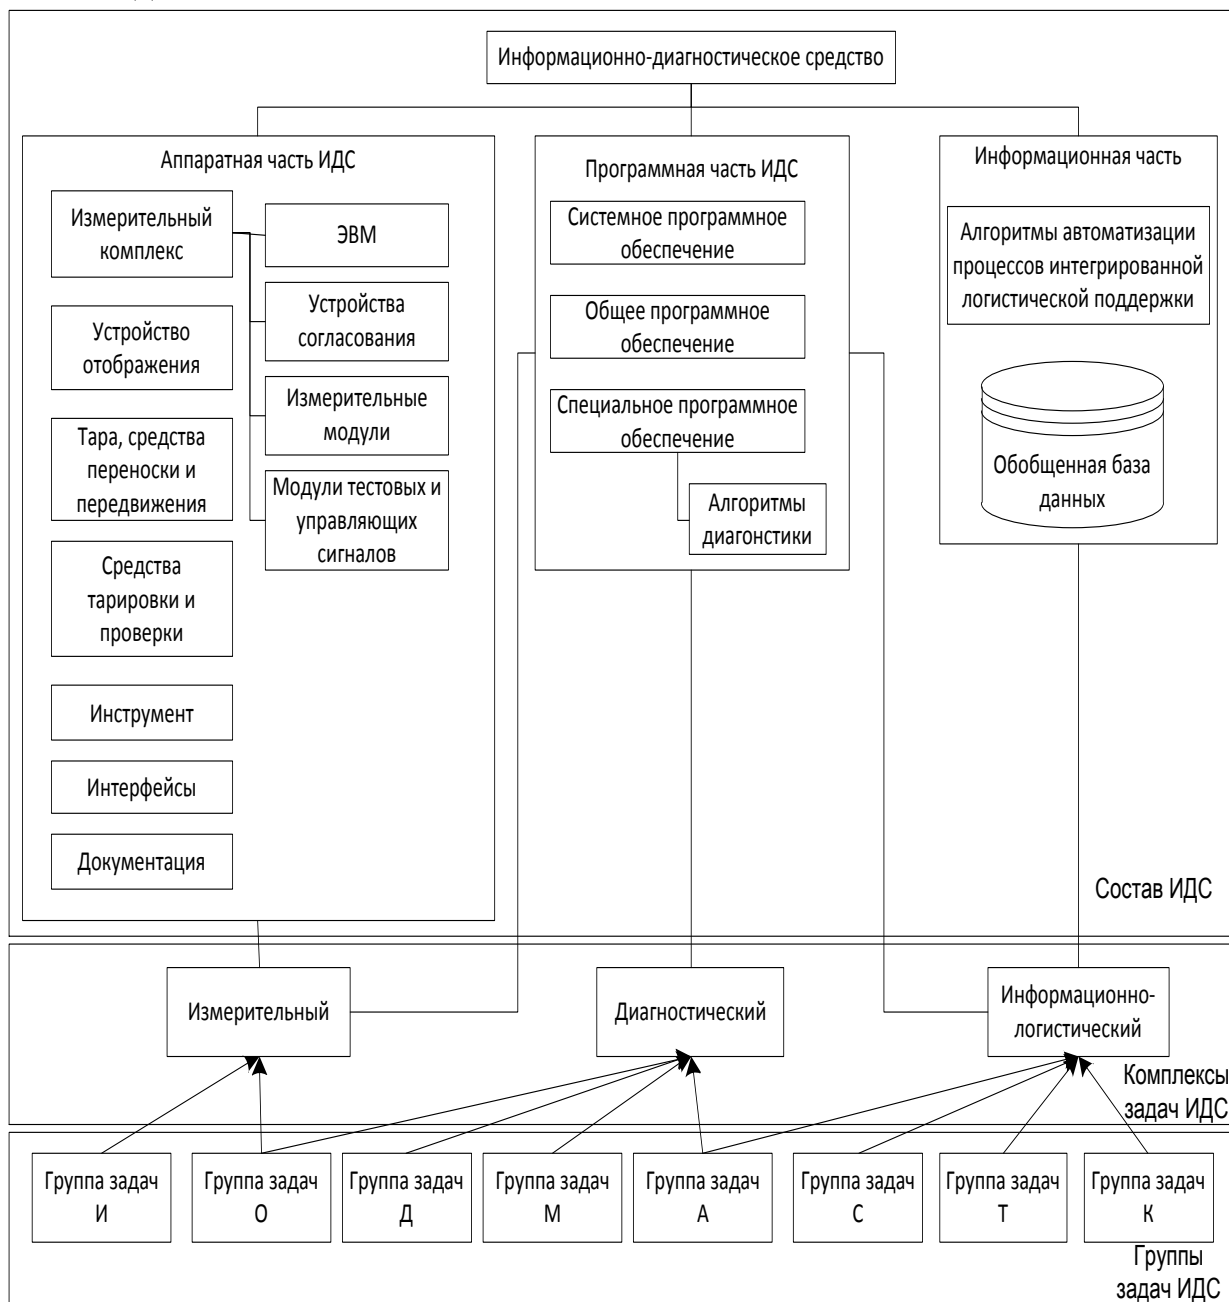 Информационно-диагностическое средство
Аппаратная часть ИДС
Измерительный
комплекс
ЭВМ
Устройства
согласования
Устройство
отображения
Измерительные
модули
Тара, средства
переноски и
передвижения
Модули тестовых и
управляющих
сигналов
Средства
тарировки и
проверки
Инструмент
Интерфейсы
Документация
Программная часть ИДС
Системное программное
обеспечение
Общее программное
обеспечение
Специальное программное
обеспечение
Алгоритмы
диагонстики
Информационная часть
Алгоритмы автоматизации
процессов интегрированной
логистической поддержки
Обобщенная база
данных
Состав ИДС
Измерительный
Диагностический
Информационно-
логистический
Комплексы
задач ИДС
Группа задач
И
Группа задач
О
Группа задач
Д
Группа задач
М
Группа задач
А
Группа задач
С
Группа задач
Т
Группа задач
К
Группы
задач ИДС